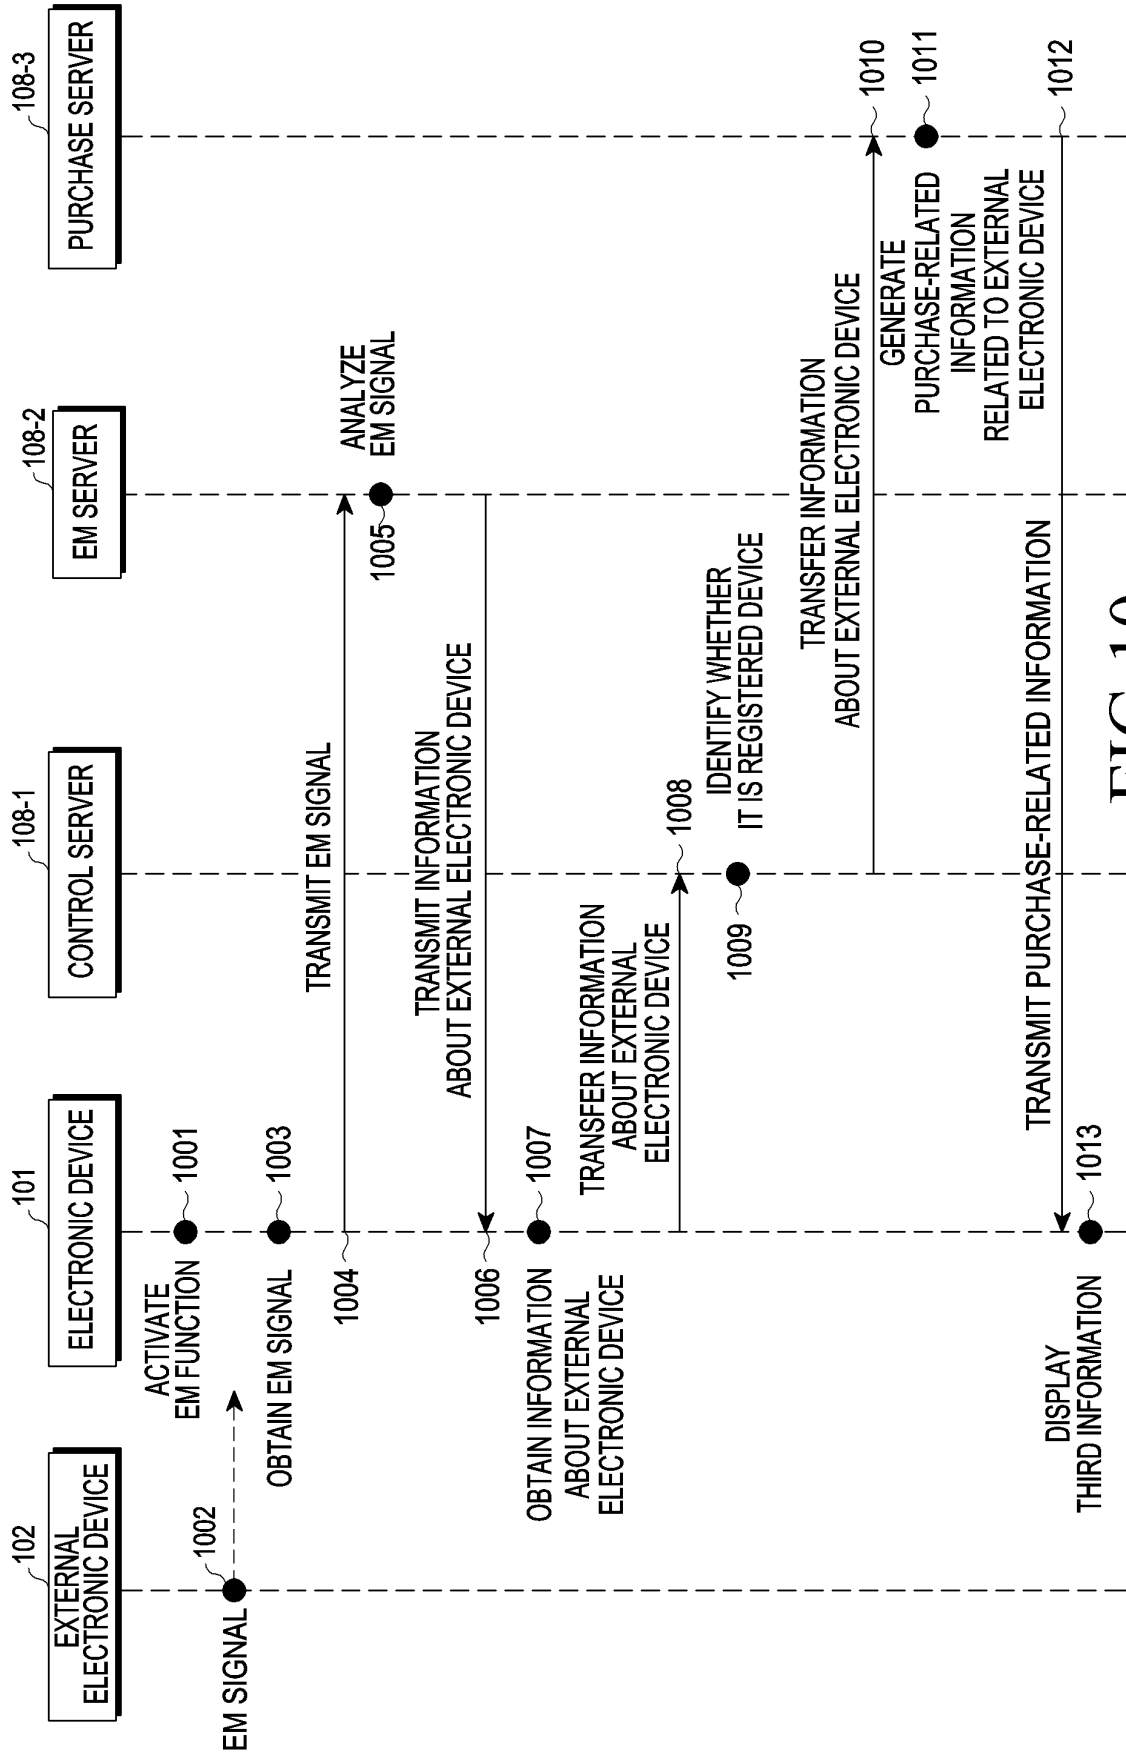 102
EXTERNAL
ELECTRONIC DEVICE
101
ELECTRONIC DEVICE
108-1
CONTROL SERVER
108-2
EM SERVER
108-3
PURCHASE SERVER
ACTIVATE
EM FUNCTION
1001
EM SIGNAL
1002
OBTAIN EM SIGNAL
1003
TRANSMIT EM SIGNAL
1004
ANALYZE
EM SIGNAL
1005
TRANSMIT INFORMATION
ABOUT EXTERNAL ELECTRONIC DEVICE
1006
OBTAIN INFORMATION
ABOUT EXTERNAL
ELECTRONIC DEVICE
1007
TRANSFER INFORMATION
ABOUT EXTERNAL
ELECTRONIC DEVICE
1008
IDENTIFY WHETHER
IT IS REGISTERED DEVICE
1009
TRANSFER INFORMATION
ABOUT EXTERNAL ELECTRONIC DEVICE
1010
GENERATE
PURCHASE-RELATED
INFORMATION
RELATED TO EXTERNAL
ELECTRONIC DEVICE
1011
TRANSMIT PURCHASE-RELATED INFORMATION
1012
DISPLAY
THIRD INFORMATION
1013